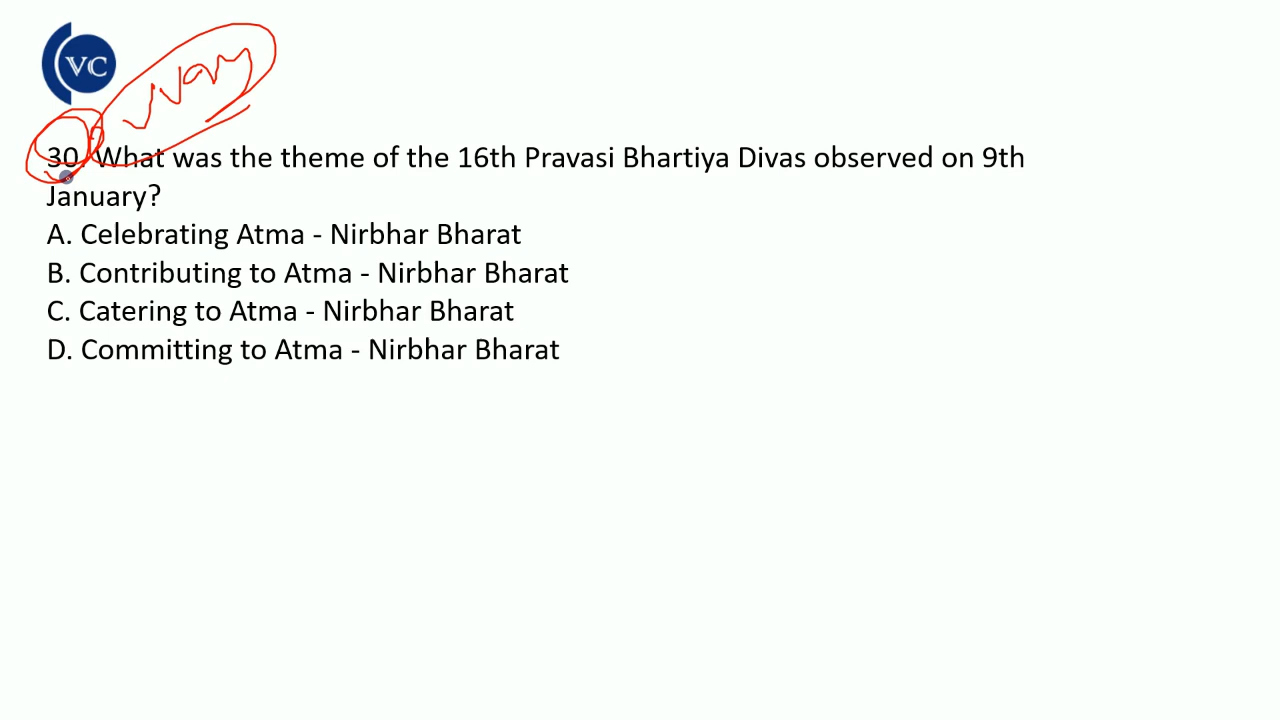 VC
30. What was the theme of the 16th Pravasi Bhartiya Divas observed on 9th
January?
A. Celebrating Atma - Nirbhar Bharat
B. Contributing to Atma - Nirbhar Bharat
C. Catering to Atma - Nirbhar Bharat
D. Committing to Atma - Nirbhar Bharat